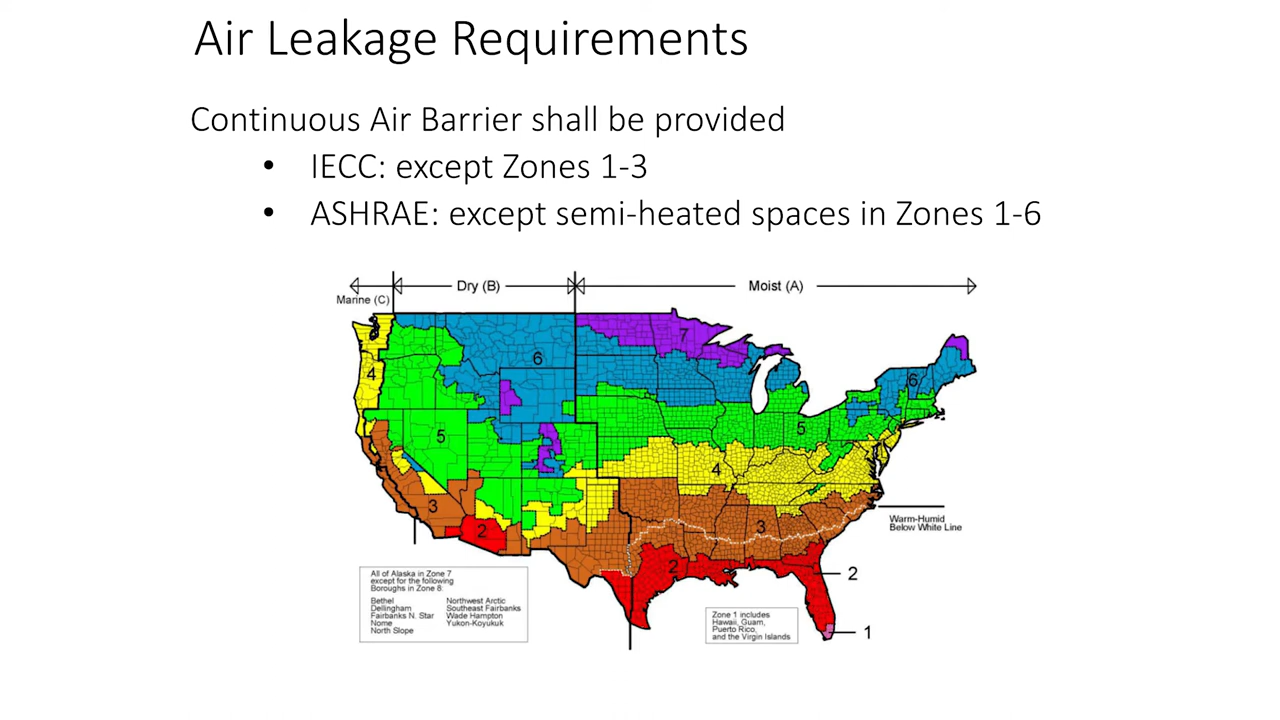 Air Leakage Requirements
Continuous Air Barrier shall be provided
• IECC: except Zones 1-3
• ASHRAE: except semi-heated spaces in Zones 1-6
Marine (C)
Dry (B)
Moist (A)
7
6
4
6
5
5
4
3
3
2
Warm-Humid
Below White Line
2
2
1
All of Alaska in Zone 7
except for the following
Boroughs in Zone 8:
Bethel
Dellingham
Fairbanks N. Star
Nome
North Slope
Northwest Arctic
Southeast Fairbanks
Wade Hampton
Yukon-Koyukuk
Zone 1 includes
Hawaii, Guam,
Puerto Rico,
and the Virgin Islands